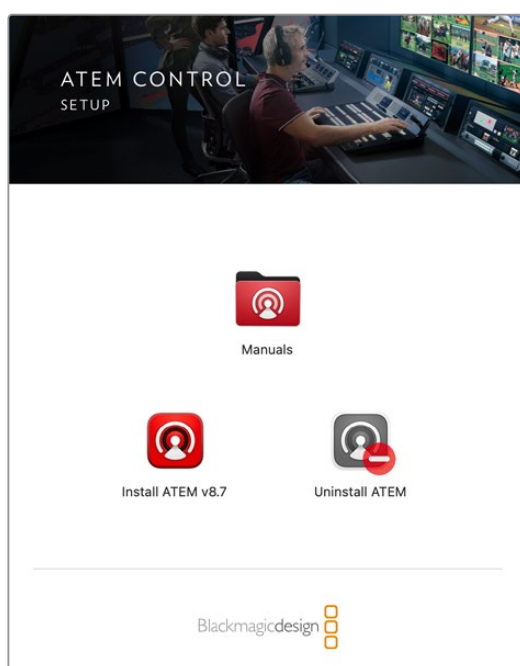 ATEM CONTROL
SETUP
Manuals
Install ATEM v8.7
Uninstall ATEM
Blackmagicdesign